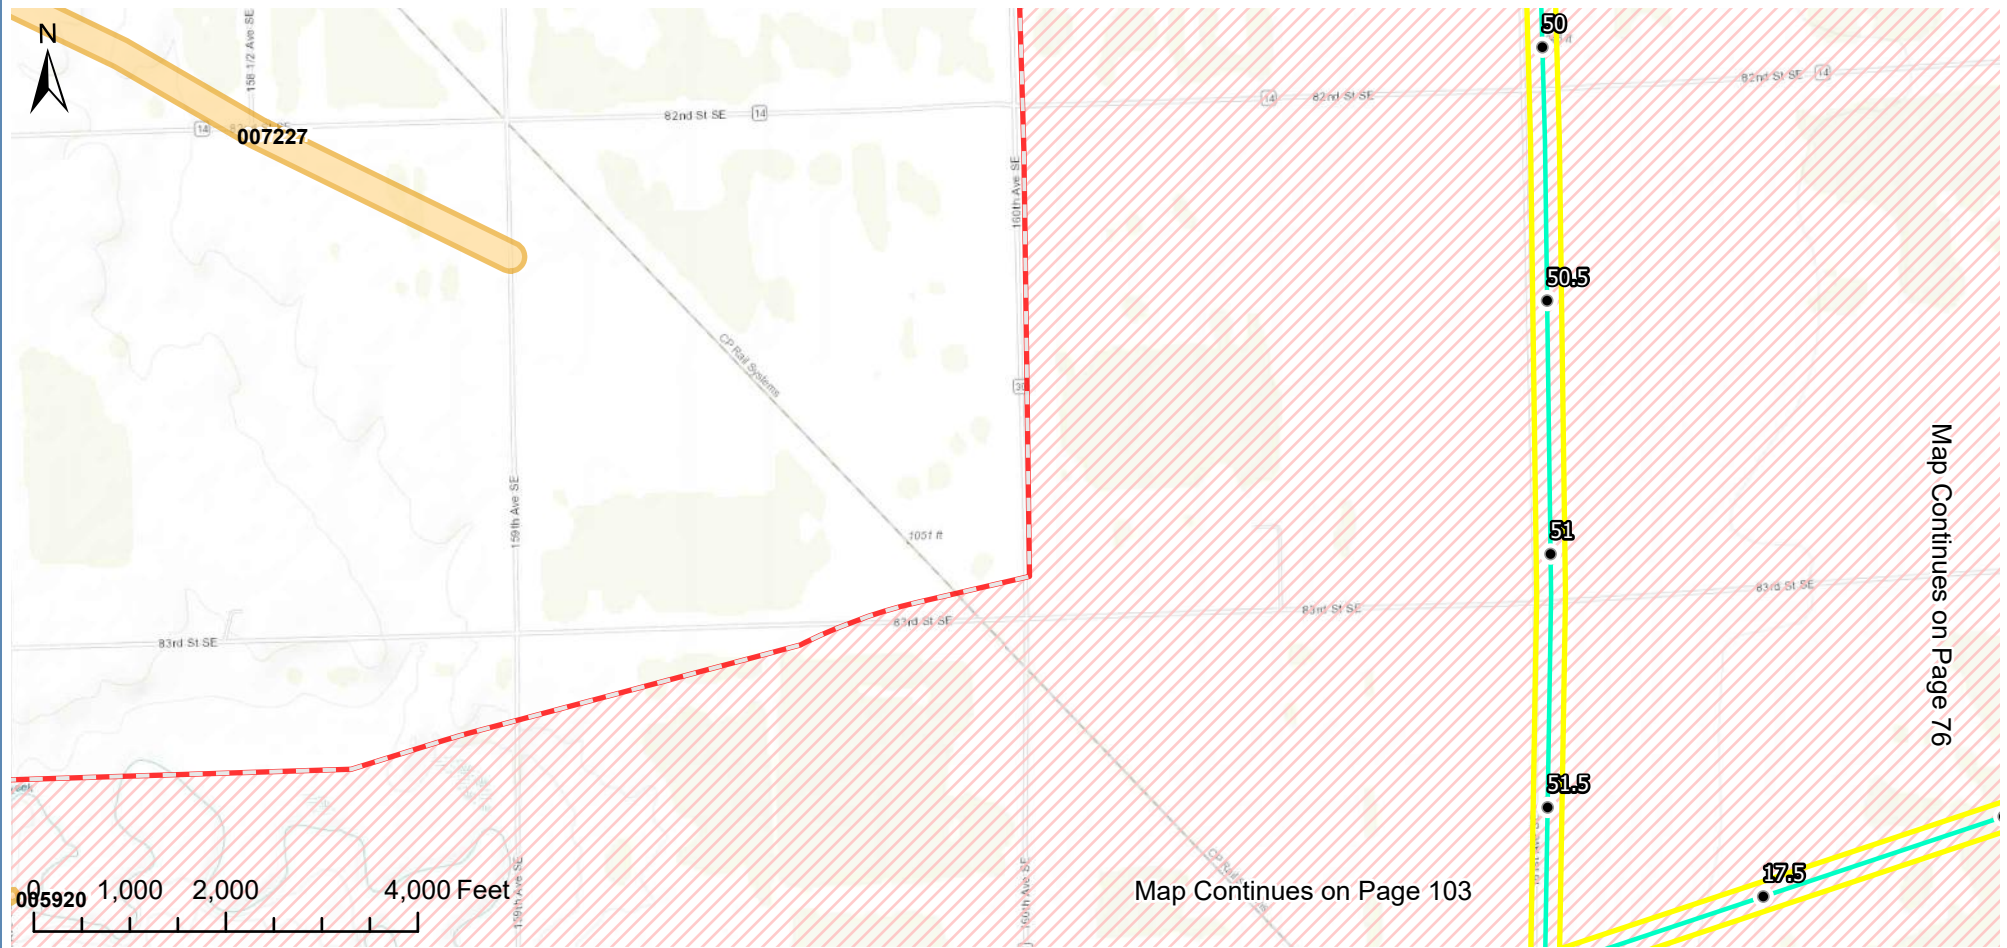 N
158 1/2 Ave SE
50
82nd St SE
14
14
82nd St SE
82nd St SE
14
14
007227
160th Ave SE
50.5
CP Rail Systems
Map Continues on Page 76
159th Ave SE
1051 ft
51
83rd St SE
83rd St SE
83rd St SE
83rd St SE
51.5
17.5
005920
0
1,000
2,000
4,000 Feet
159th Ave SE
160th Ave SE
Map Continues on Page 103